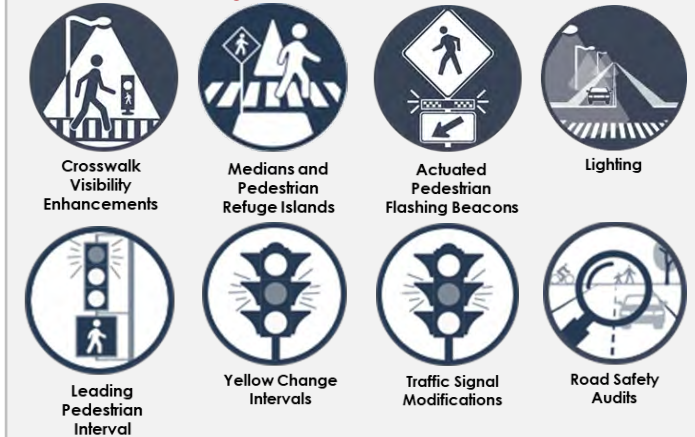 Crosswalk
Visibility
Enhancements
Medians and
Pedestrian
Refuge Islands
Actuated
Pedestrian
Flashing Beacons
Lighting
Leading
Pedestrian
Interval
Yellow Change
Intervals
Traffic Signal
Modifications
Road Safety
Audits